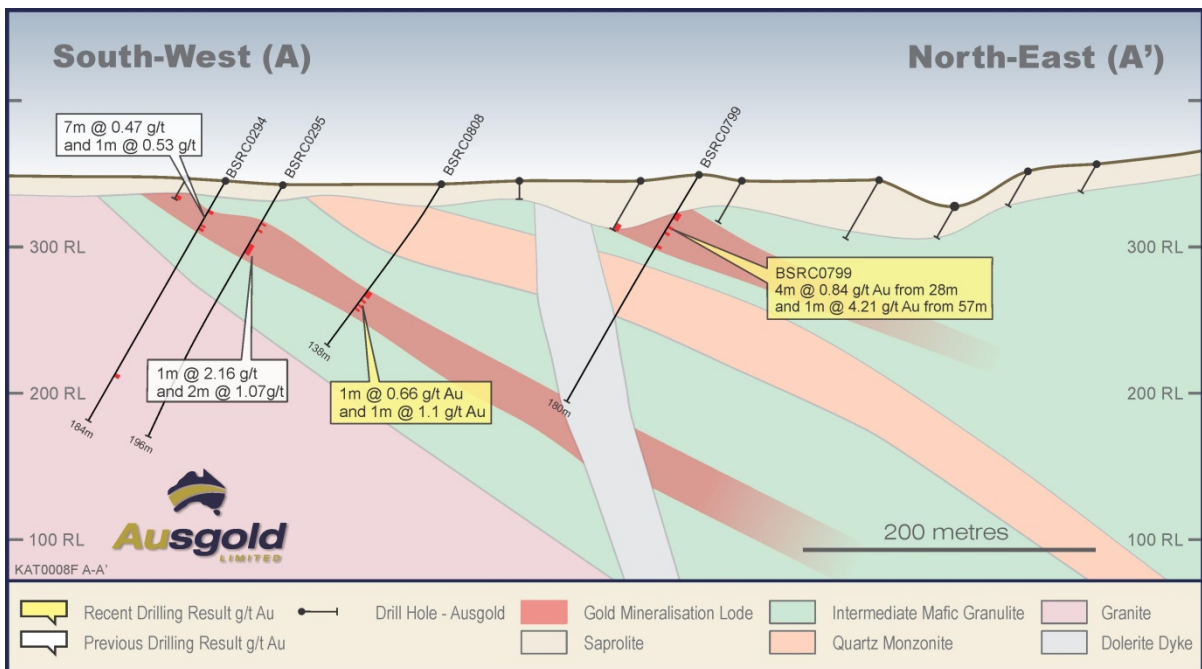 South-West (A)
North-East (A')
7m @ 0.47 g/t
and 1m @ 0.53 g/t
BSRC0294
BSRC0295
BSRC0808
BSRC0799
300 RL
300 RL
BSRC0799
4m @ 0.84 g/t Au from 28m
and 1m @ 4.21 g/t Au from 57m
138m
1m @ 2.16 g/t
and 2m @ 1.07g/t
1m @ 0.66 g/t Au
and 1m @ 1.1 g/t Au
200 RL
200 RL
184m
196m
180m
Ausgold
LIMITED
200 metres
100 RL
100 RL
KAT0008F A-A'
Recent Drilling Result g/t Au
Drill Hole - Ausgold
Gold Mineralisation Lode
Intermediate Mafic Granulite
Granite
Previous Drilling Result g/t Au
Saprolite
Quartz Monzonite
Dolerite Dyke